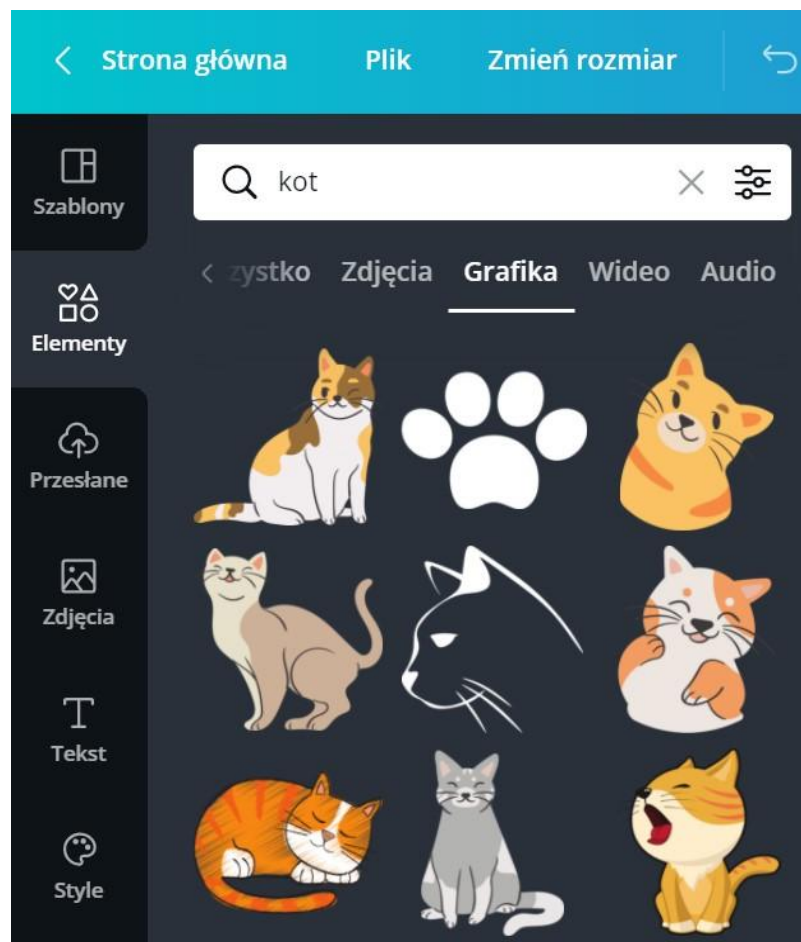 Strona główna Plik Zmień rozmiar
Szablony
kot
zystko Zdjęcia Grafika Wideo Audio
Elementy
Przesłane
Zdjęcia
Tekst
Style